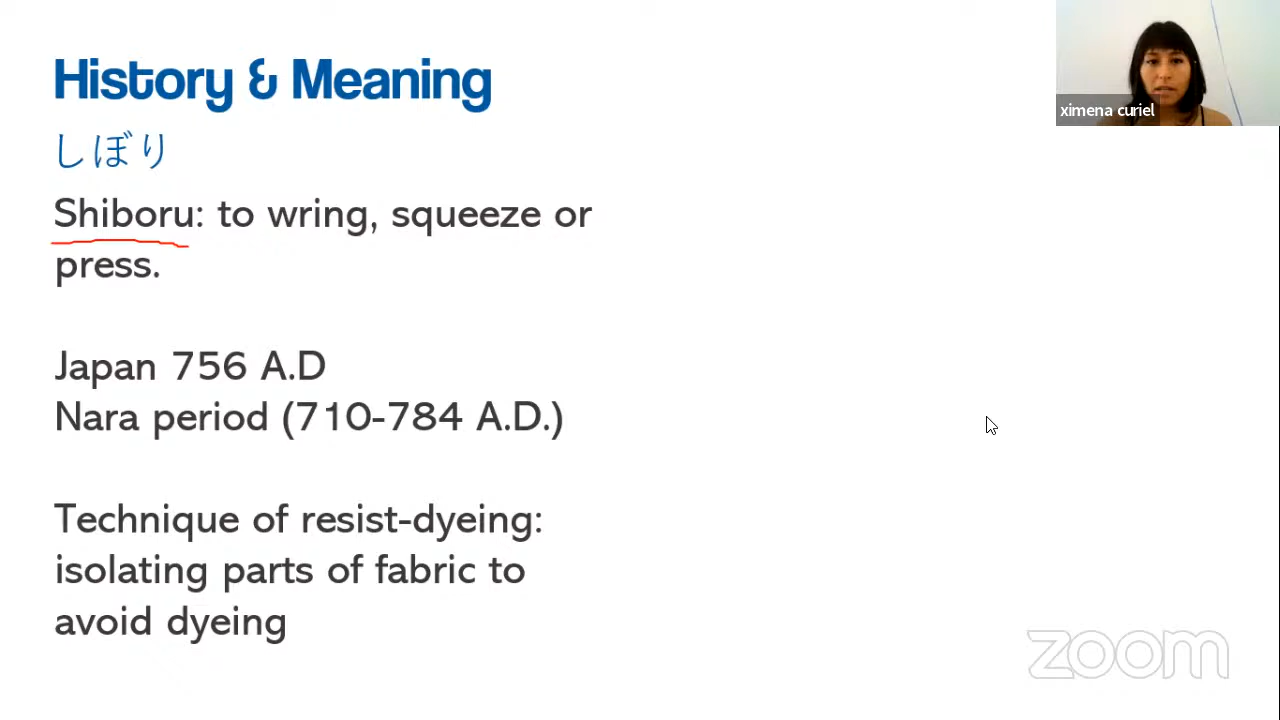 History & Meaning
しぼり
Shiboru: to wring, squeeze or
press.
Japan 756 A.D
Nara period (710-784 A.D.)
Technique of resist-dyeing:
isolating parts of fabric to
avoid dyeing
ximena curiel
zoom